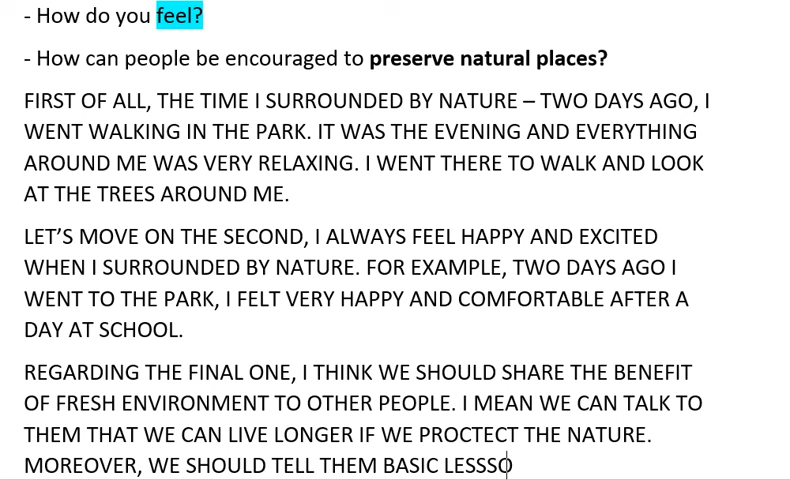 - How do you feel?
- How can people be encouraged to preserve natural places?
FIRST OF ALL, THE TIME I SURROUNDED BY NATURE – TWO DAYS AGO, I
WENT WALKING IN THE PARK. IT WAS THE EVENING AND EVERYTHING
AROUND ME WAS VERY RELAXING. I WENT THERE TO WALK AND LOOK
AT THE TREES AROUND ME.
LET’S MOVE ON THE SECOND, I ALWAYS FEEL HAPPY AND EXCITED
WHEN I SURROUNDED BY NATURE. FOR EXAMPLE, TWO DAYS AGO I
WENT TO THE PARK, I FELT VERY HAPPY AND COMFORTABLE AFTER A
DAY AT SCHOOL.
REGARDING THE FINAL ONE, I THINK WE SHOULD SHARE THE BENEFIT
OF FRESH ENVIRONMENT TO OTHER PEOPLE. I MEAN WE CAN TALK TO
THEM THAT WE CAN LIVE LONGER IF WE PROCTECT THE NATURE.
MOREOVER, WE SHOULD TELL THEM BASIC LESSSO